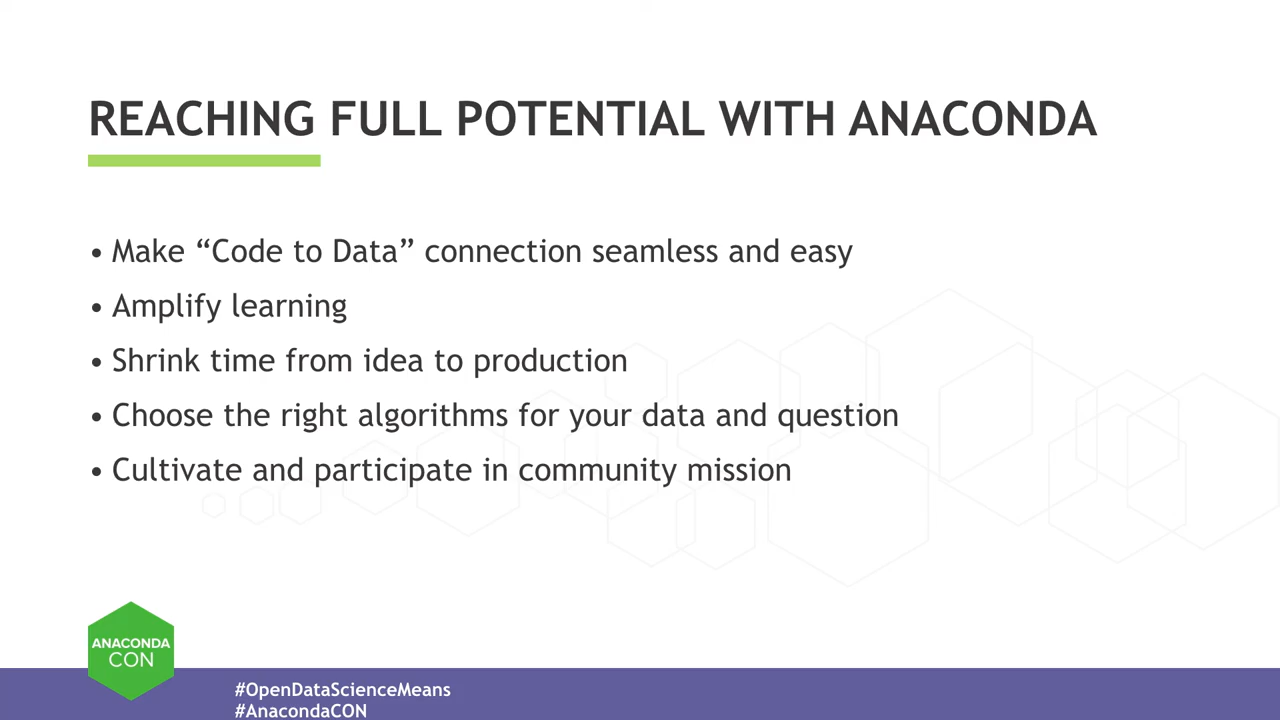 REACHING FULL POTENTIAL WITH ANACONDA
• Make “Code to Data” connection seamless and easy
• Amplify learning
• Shrink time from idea to production
• Choose the right algorithms for your data and question
• Cultivate and participate in community mission
ANACONDA
CON
#OpenDataScienceMeans
#AnacondaCON